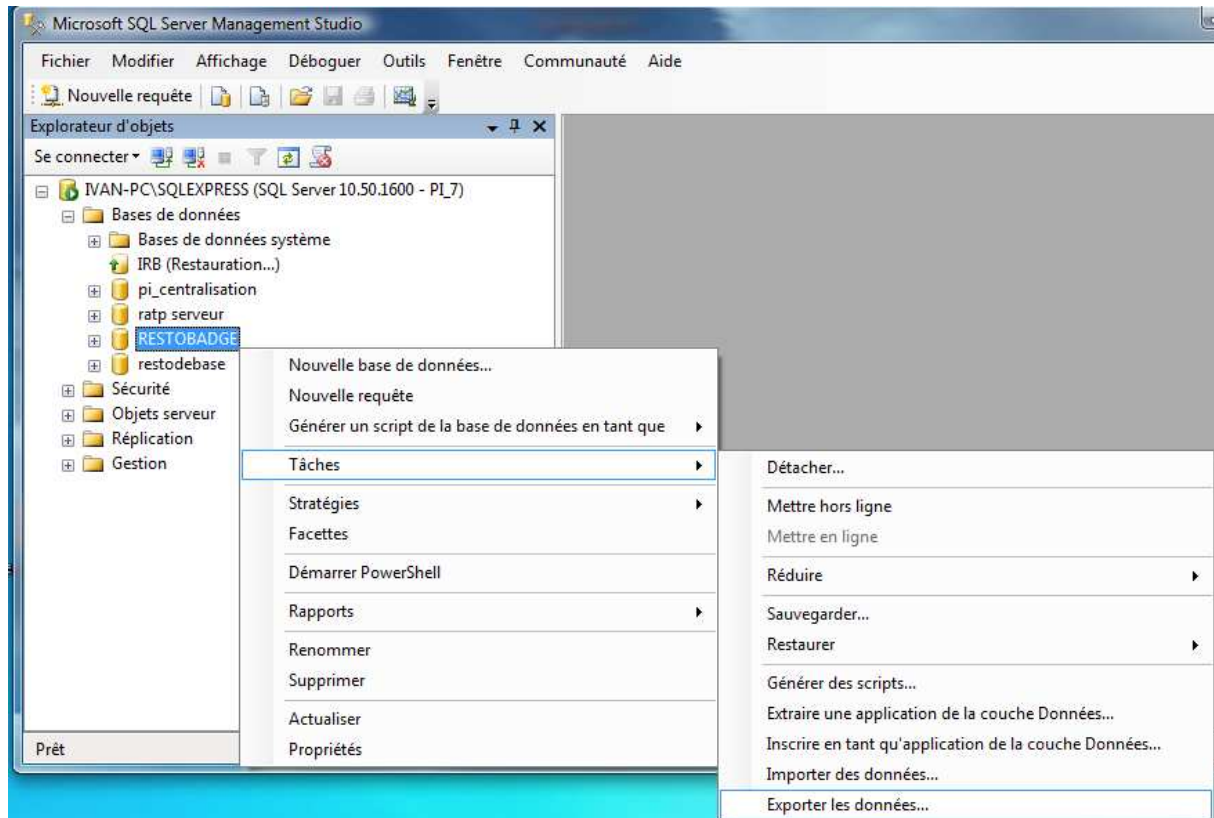 Microsoft SQL Server Management Studio
Fichier Modifier Affichage Déboguer Outils Fenêtre Communauté Aide
Nouvelle requête
Explorateur d'objets
Se connecter
IVAN-PC\SQLEXPRESS (SQL Server 10.50.1600 - PI_7)
Bases de données
Bases de données système
IRB (Restauration...)
pi_centralisation
ratp serveur
RESTOBADGE
restodebase
Sécurité
Objets serveur
Réplication
Gestion
Prêt
Nouvelle base de données...
Nouvelle requête
Générer un script de la base de données en tant que
Tâches
Stratégies
Facettes
Démarrer PowerShell
Rapports
Renommer
Supprimer
Actualiser
Propriétés
Détacher...
Mettre hors ligne
Mettre en ligne
Réduire
Sauvegarder...
Restaurer
Générer des scripts...
Extraire une application de la couche Données...
Inscrire en tant qu'application de la couche Données...
Importer des données...
Exporter les données...